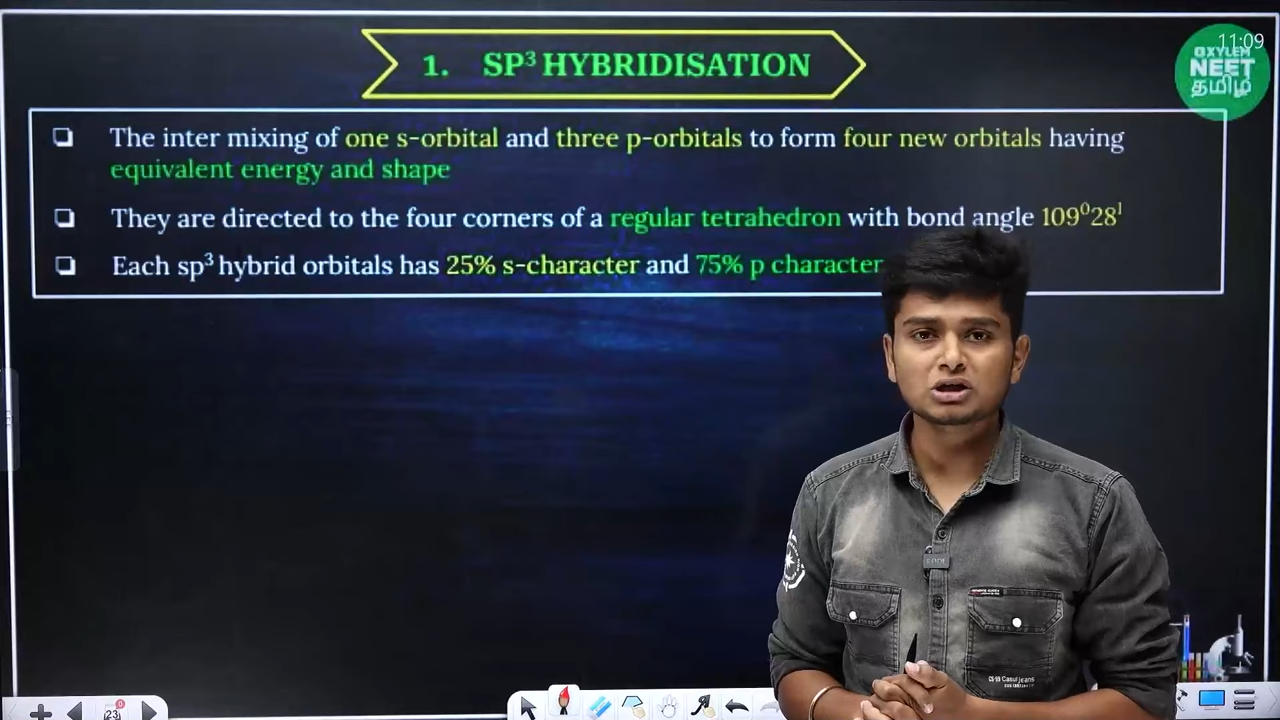 11:09
OXYLEM
NEET
தமிழ்
1. SP³ HYBRIDISATION
❑ The inter mixing of one s-orbital and three p-orbitals to form four new orbitals having
equivalent energy and shape
❑ They are directed to the four corners of a regular tetrahedron with bond angle 109⁰28ˡ
❑ Each sp³ hybrid orbitals has 25% s-character and 75% p character
23